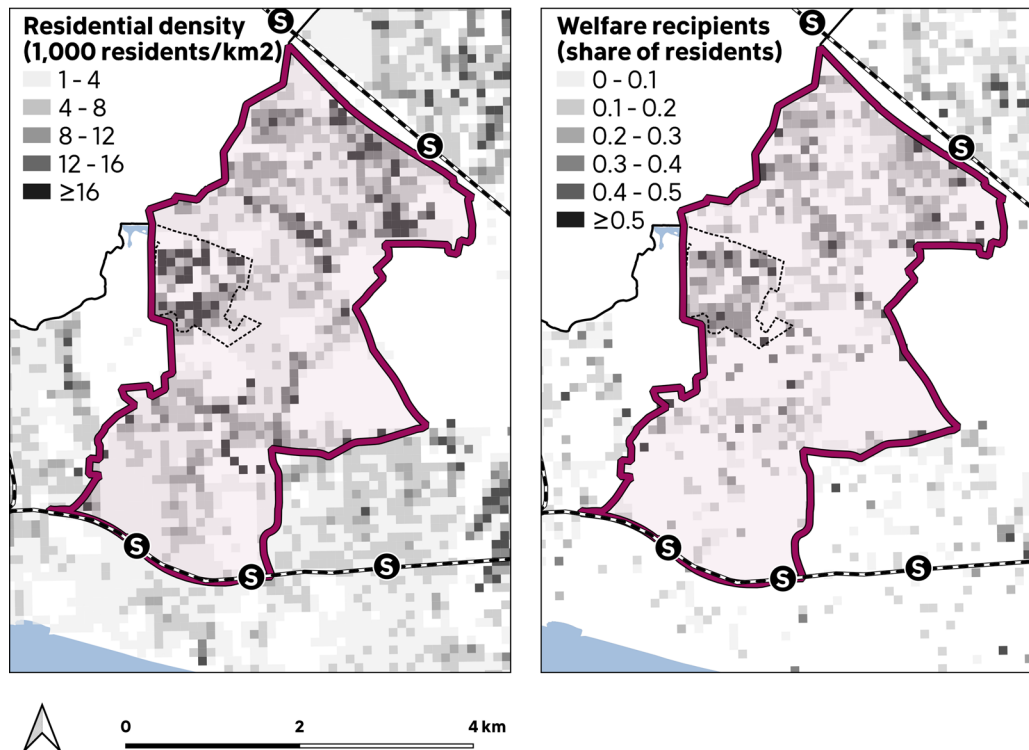 Residential density
(1,000 residents/km2)
1 - 4
4 - 8
8 - 12
12 - 16
≥16
S
S
S
S
S
Welfare recipients
(share of residents)
0 - 0.1
0.1 - 0.2
0.2 - 0.3
0.3 - 0.4
0.4 - 0.5
≥0.5
S
S
S
S
S
0 2 4 km